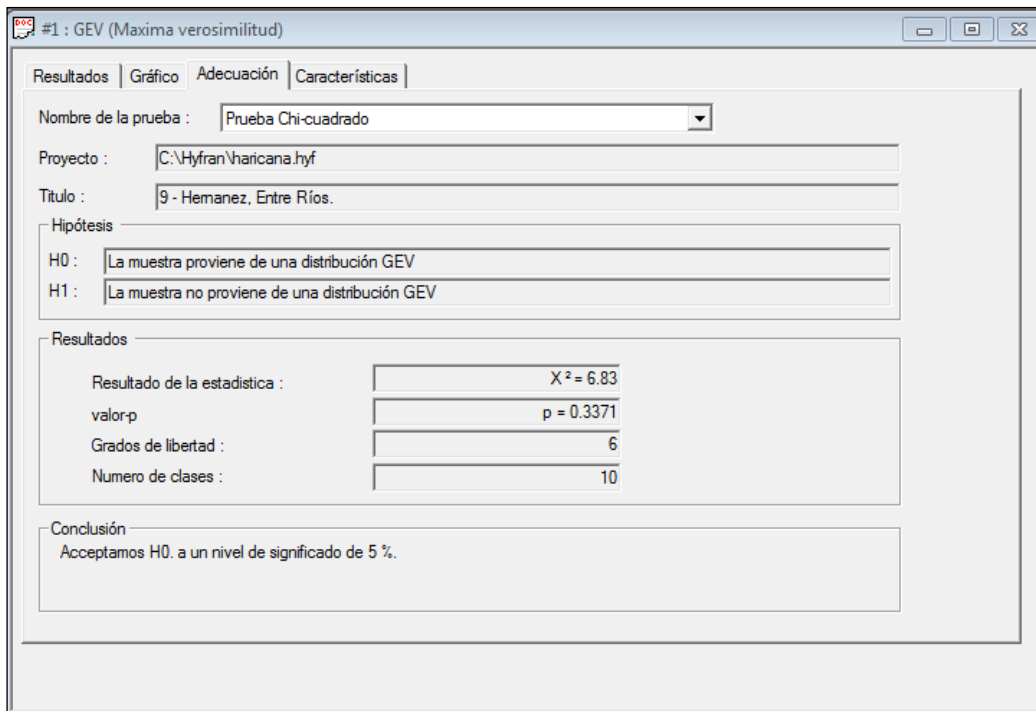 #1 : GEV (Maxima verosimilitud)
Resultados Gráfico Adecuación Características
Nombre de la prueba : Prueba Chi-cuadrado
Proyecto : C:\Hyfran\haricana.hyf
Titulo : 9 - Hernanez, Entre Ríos.
Hipótesis
H0 : La muestra proviene de una distribución GEV
H1 : La muestra no proviene de una distribución GEV
Resultados
Resultado de la estadistica : X² = 6.83
valor-p p = 0.3371
Grados de libertad : 6
Numero de clases : 10
Conclusión
Acceptamos H0. a un nivel de significado de 5 %.